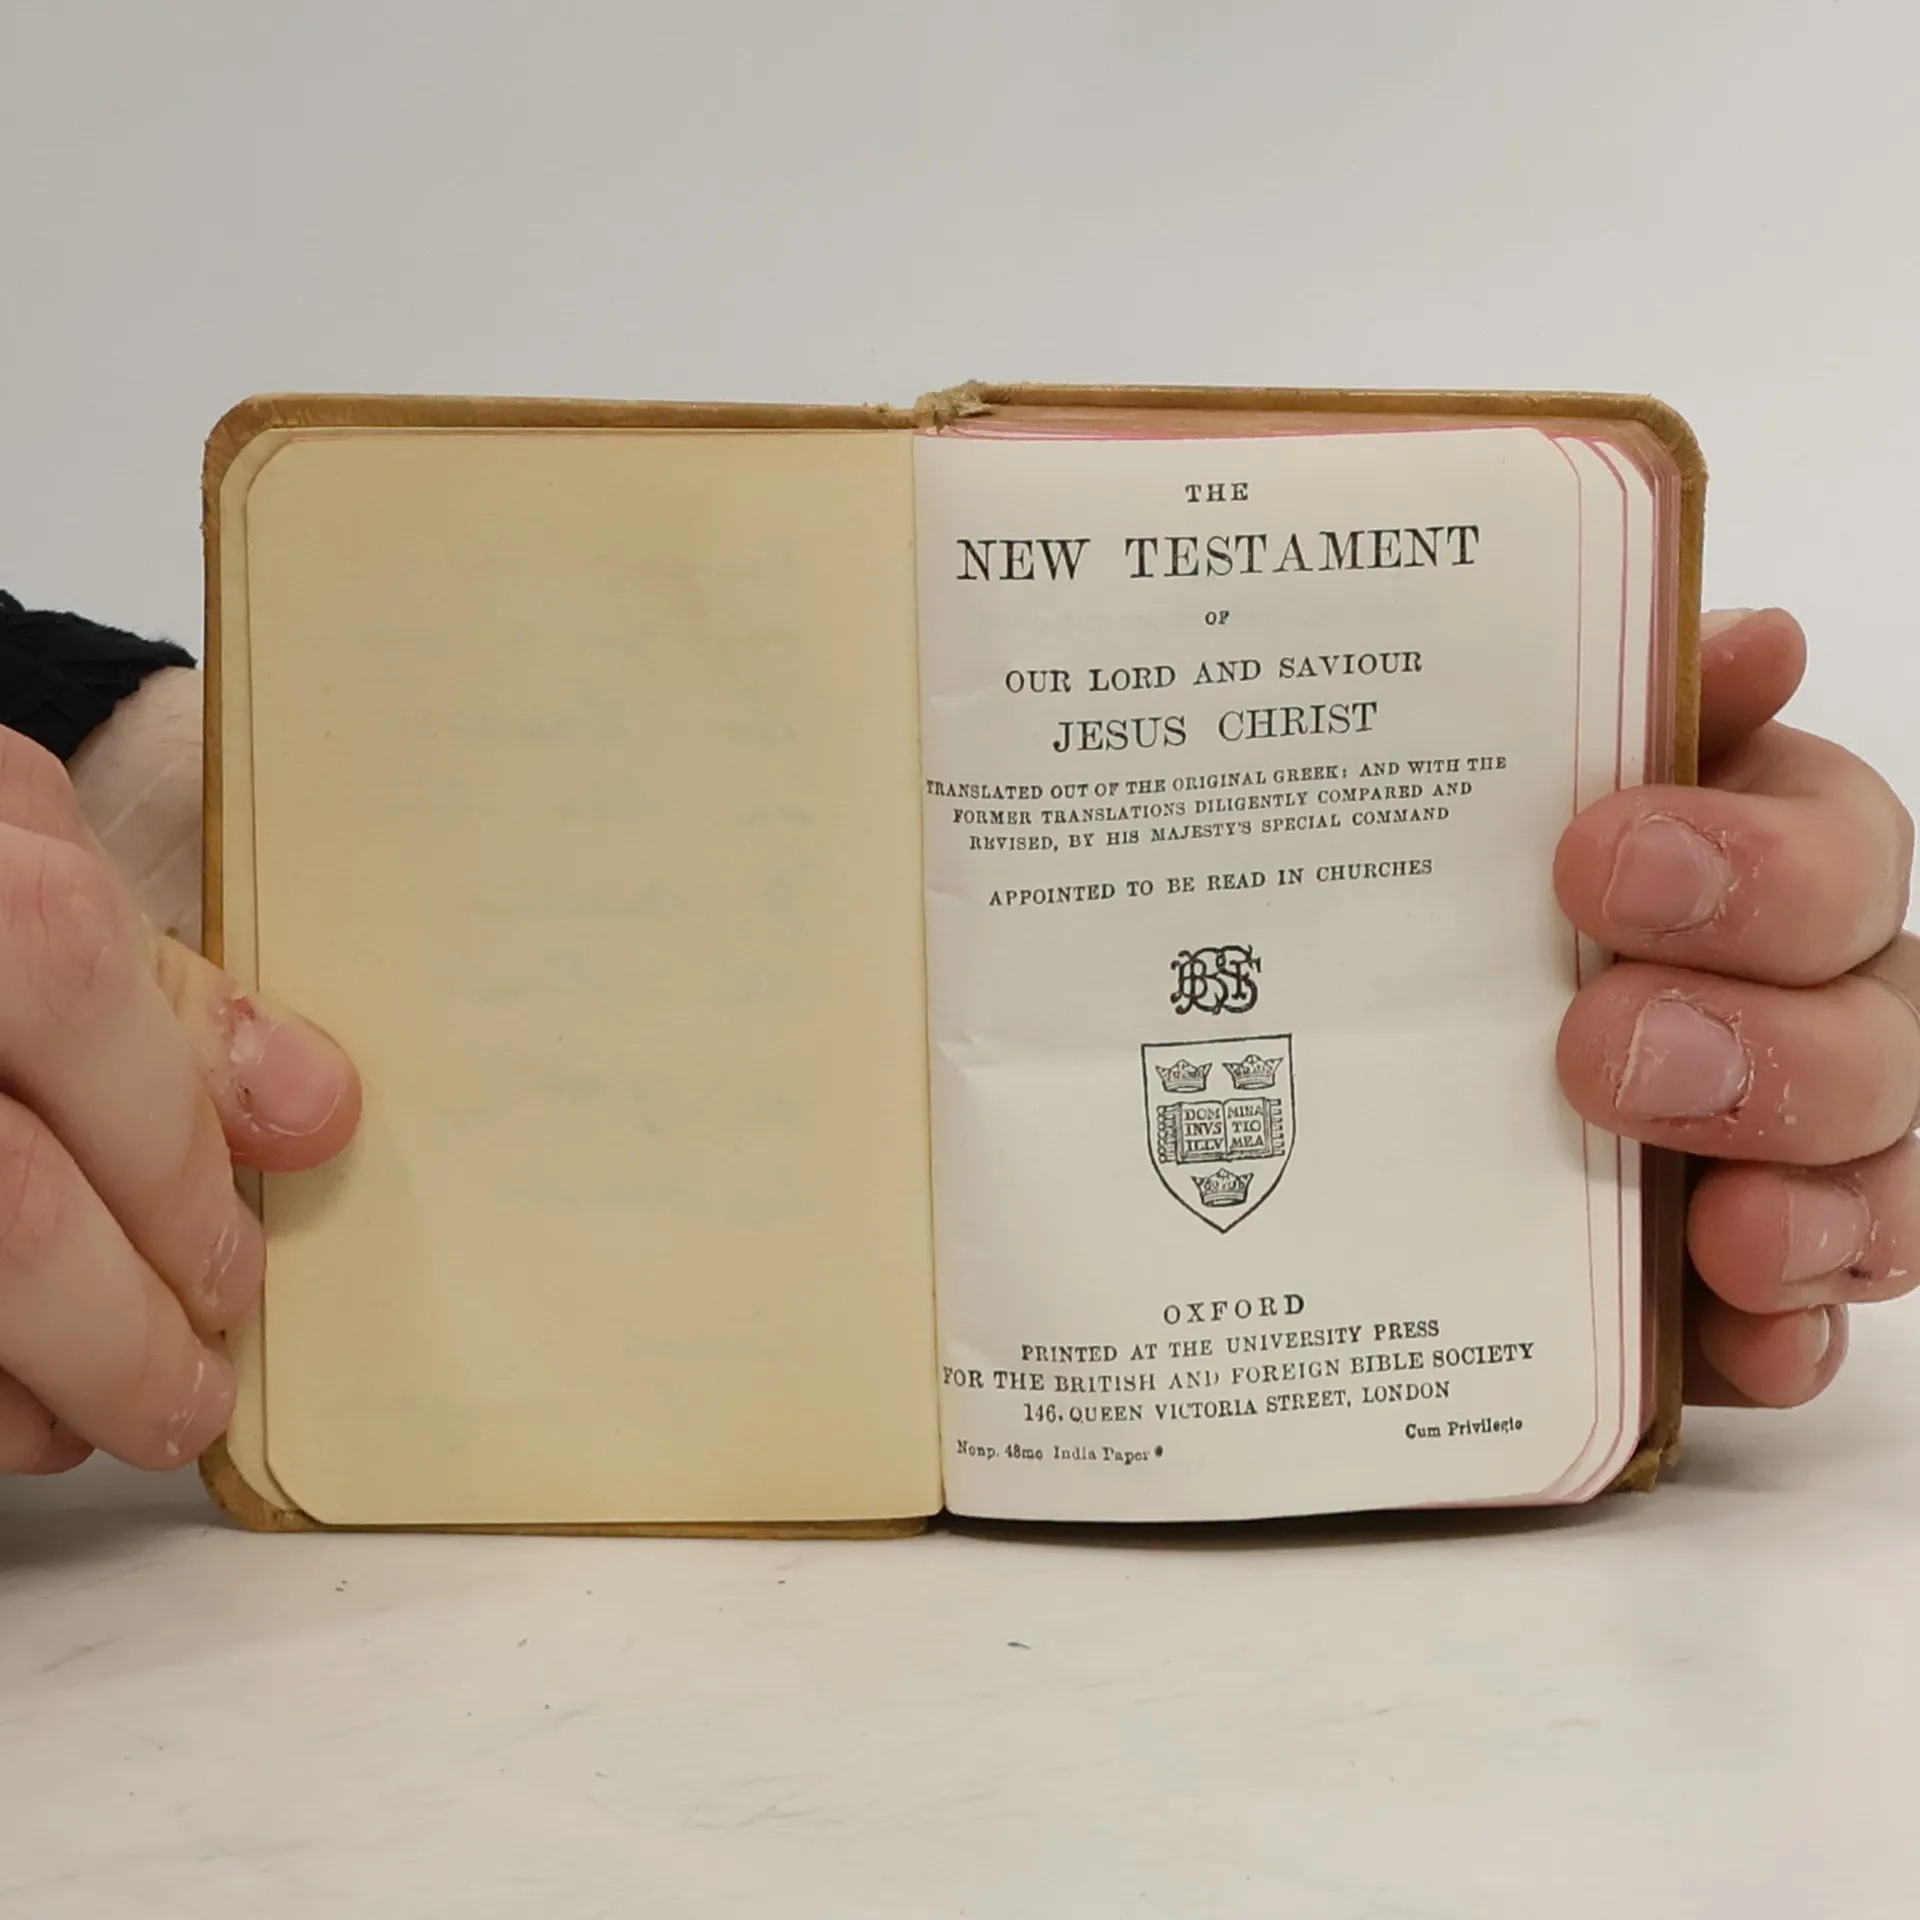 THE
NEW TESTAMENT
OF
OUR LORD AND SAVIOUR
JESUS CHRIST
TRANSLATED OUT OF THE ORIGINAL GREEK: AND WITH THE
FORMER TRANSLATIONS DILIGENTLY COMPARED AND
REVISED, BY HIS MAJESTY'S SPECIAL COMMAND
APPOINTED TO BE READ IN CHURCHES
BFBS
DOM MINA
INVS TIO
ILLV MEA
OXFORD
PRINTED AT THE UNIVERSITY PRESS
FOR THE BRITISH AND FOREIGN BIBLE SOCIETY
146, QUEEN VICTORIA STREET, LONDON
Cum Privilegio
Nonp. 48mo India Paper *